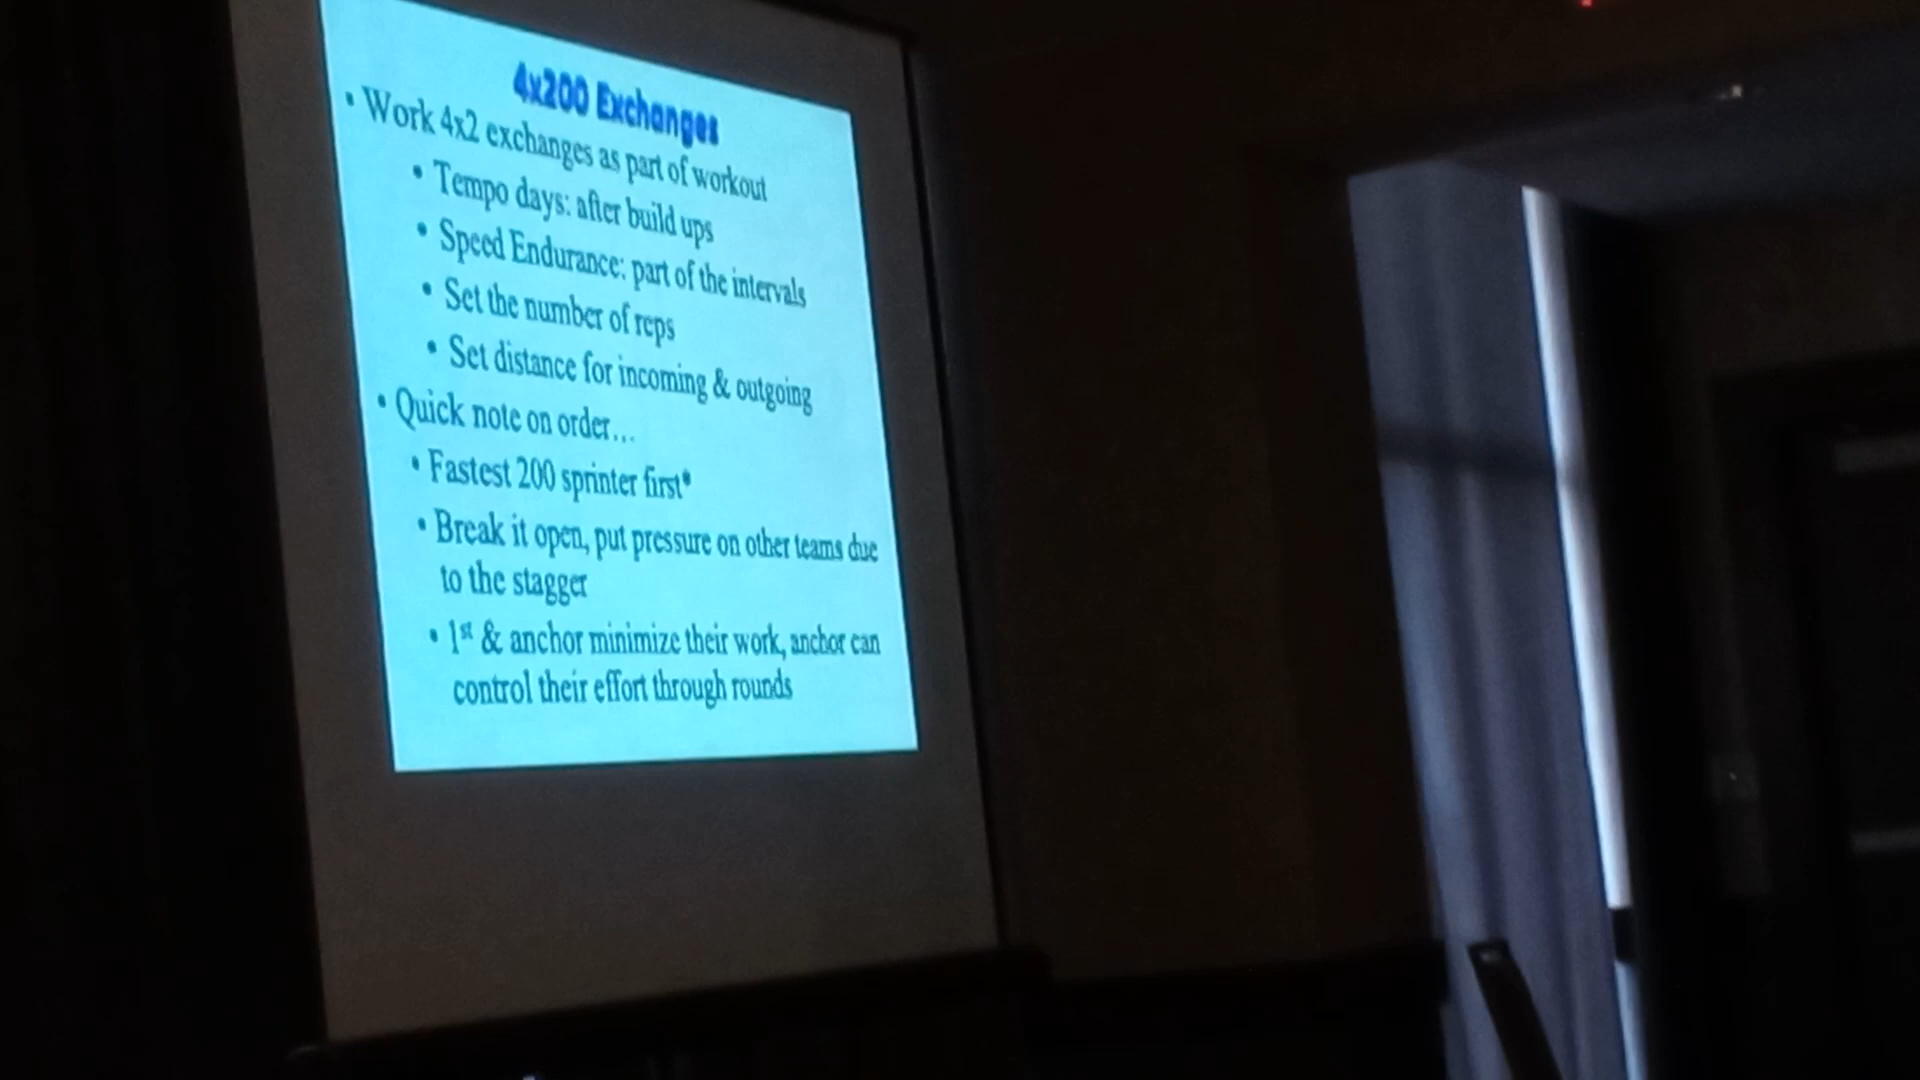 4x200 Exchanges
• Work 4x2 exchanges as part of workout
• Tempo days: after build ups
• Speed Endurance: part of the intervals
• Set the number of reps
• Set distance for incoming & outgoing
• Quick note on order…
• Fastest 200 sprinter first*
• Break it open, put pressure on other teams due
to the stagger
• 1st & anchor minimize their work, anchor can
control their effort through rounds